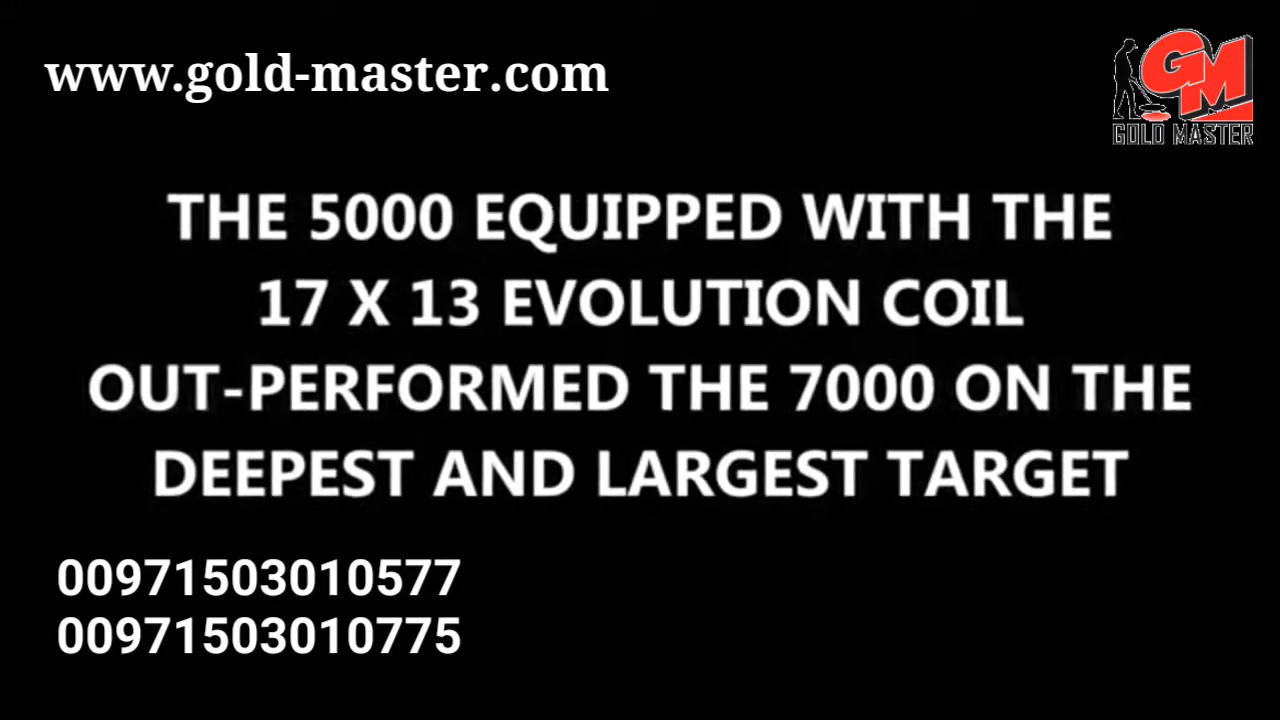 www.gold-master.com
GM
GOLD MASTER
THE 5000 EQUIPPED WITH THE
17 X 13 EVOLUTION COIL
OUT-PERFORMED THE 7000 ON THE
DEEPEST AND LARGEST TARGET
00971503010577
00971503010775